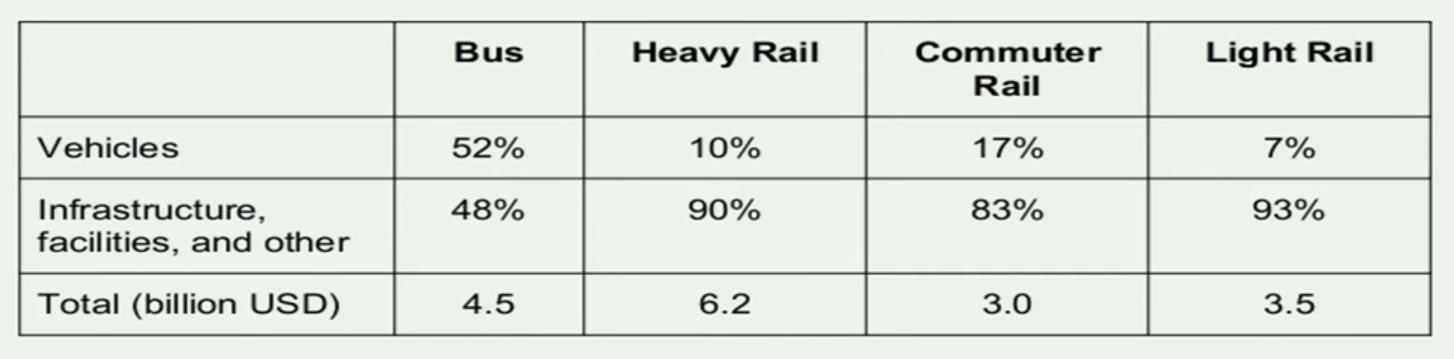 Bus Heavy Rail Commuter Rail Light Rail
Vehicles 52% 10% 17% 7%
Infrastructure, facilities, and other 48% 90% 83% 93%
Total (billion USD) 4.5 6.2 3.0 3.5